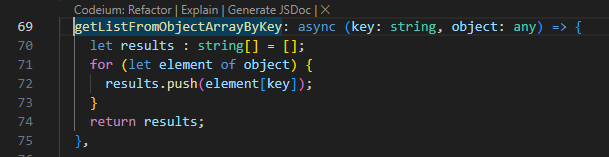 Codeium: Refactor | Explain | Generate JSDoc | ✕
69 getListFromObjectArrayByKey: async (key: string, object: any) => {
70 let results : string[] = [];
71 for (let element of object) {
72 results.push(element[key]);
73 }
74 return results;
75 },